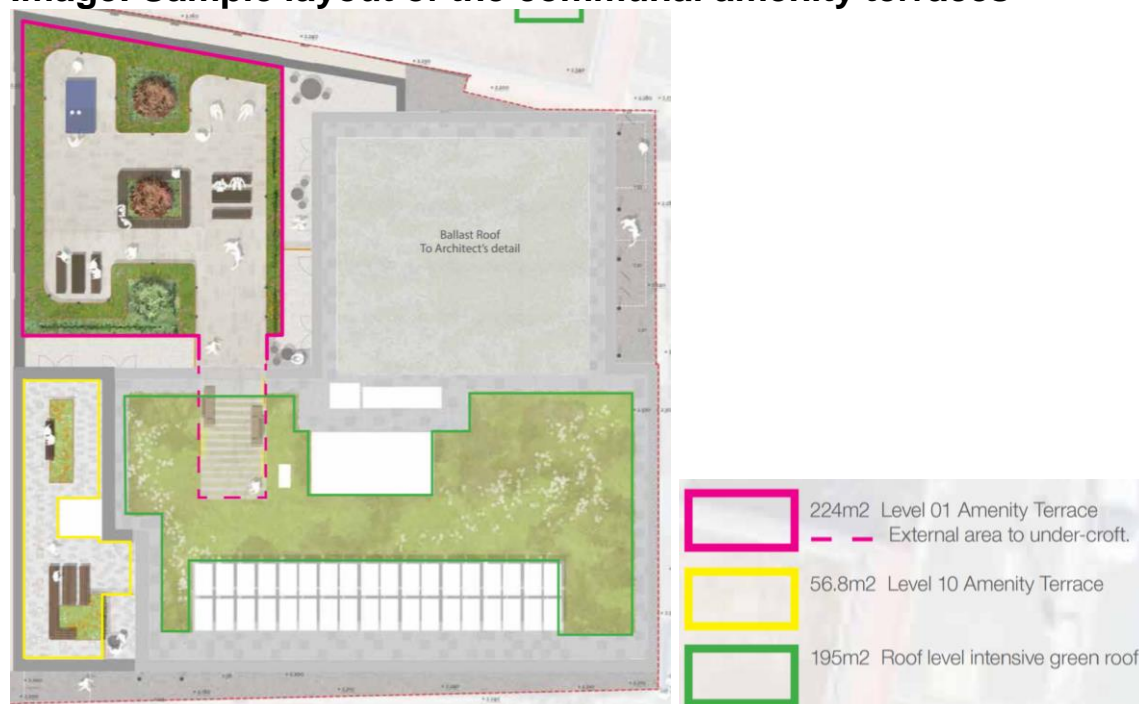 Image: Sample layout of the communal amenity terraces
Ballast Roof
To Architect's detail
224m2 Level 01 Amenity Terrace
External area to under-croft.
56.8m2 Level 10 Amenity Terrace
195m2 Roof level intensive green roof